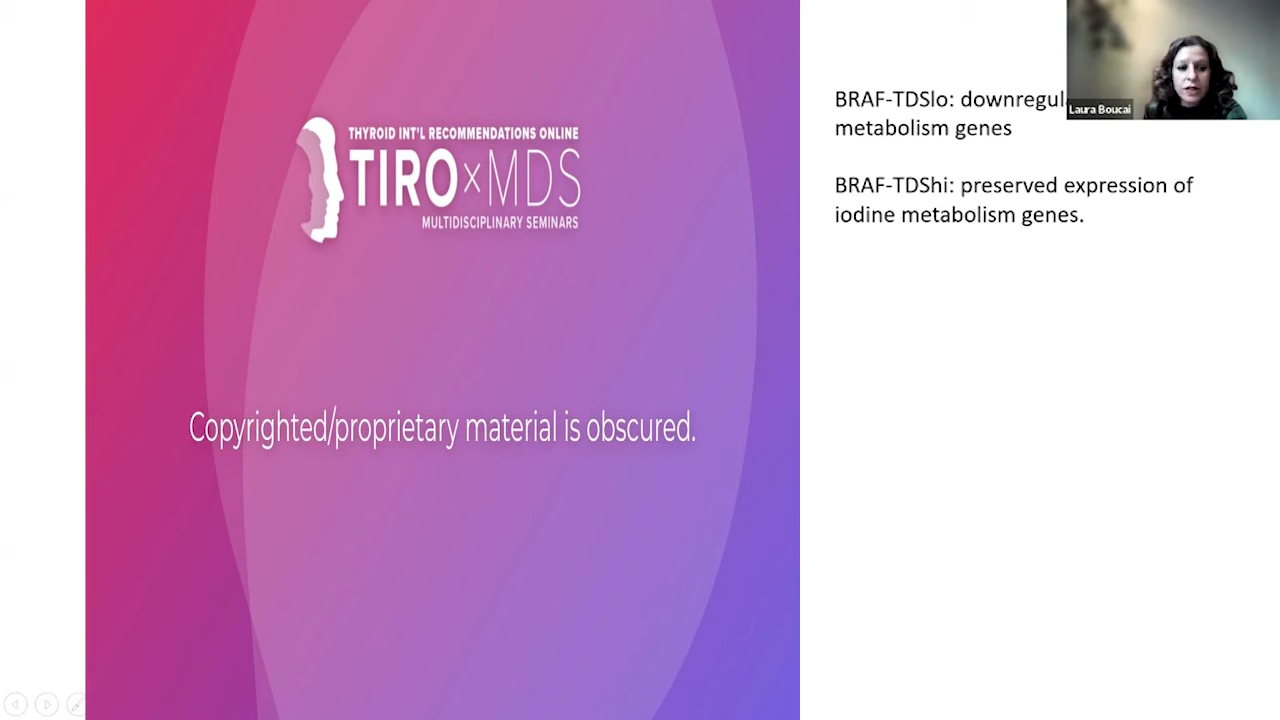 THYROID INT'L RECOMMENDATIONS ONLINE
TIRO×MDS
MULTIDISCIPLINARY SEMINARS
Copyrighted/proprietary material is obscured.
BRAF-TDSlo:
metabolism genes
BRAF-TDShi: preserved expression of
iodine metabolism genes.
Laura Boucai